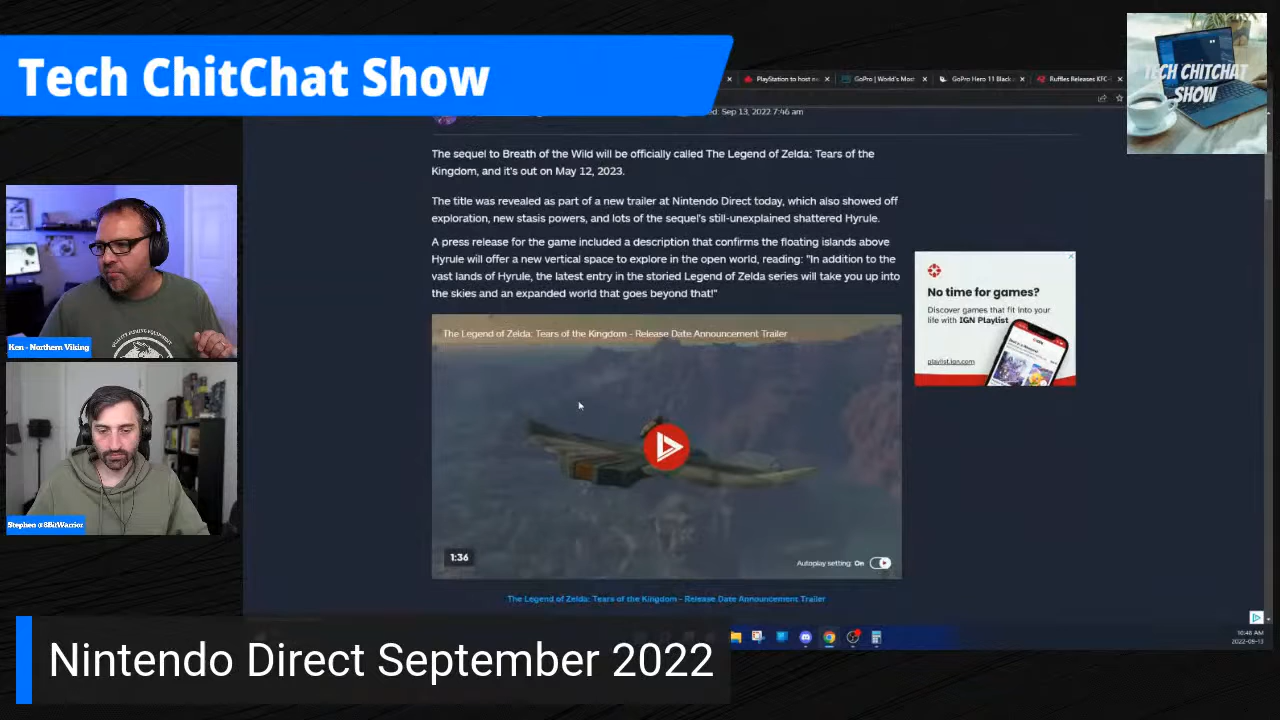 Tech ChitChat Show
TECH CHITCHAT
SHOW
PlayStation to host
GoPro | World's Most
GoPro Hero 11 Black
Ruffles Releases KFC
Sep 13, 2022 7:46 am
The sequel to Breath of the Wild will be officially called The Legend of Zelda: Tears of the
Kingdom, and it's out on May 12, 2023.
The title was revealed as part of a new trailer at Nintendo Direct today, which also showed off
exploration, new stasis powers, and lots of the sequel's still-unexplained shattered Hyrule.
A press release for the game included a description that confirms the floating islands above
Hyrule will offer a new vertical space to explore in the open world, reading: "In addition to the
vast lands of Hyrule, the latest entry in the storied Legend of Zelda series will take you up into
the skies and an expanded world that goes beyond that!"
No time for games?
Discover games that fit into your
life with IGN Playlist
playlist.ign.com
The Legend of Zelda: Tears of the Kingdom - Release Date Announcement Trailer
Ken - Northern Viking
Stephen @8BitWarrior
1:36
Autoplay setting: On
The Legend of Zelda: Tears of the Kingdom - Release Date Announcement Trailer
10:48 AM
2022-09-13
Nintendo Direct September 2022